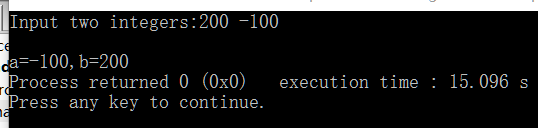 Input two integers:200 -100
a=-100,b=200
Process returned 0 (0x0)   execution time : 15.096 s
Press any key to continue.